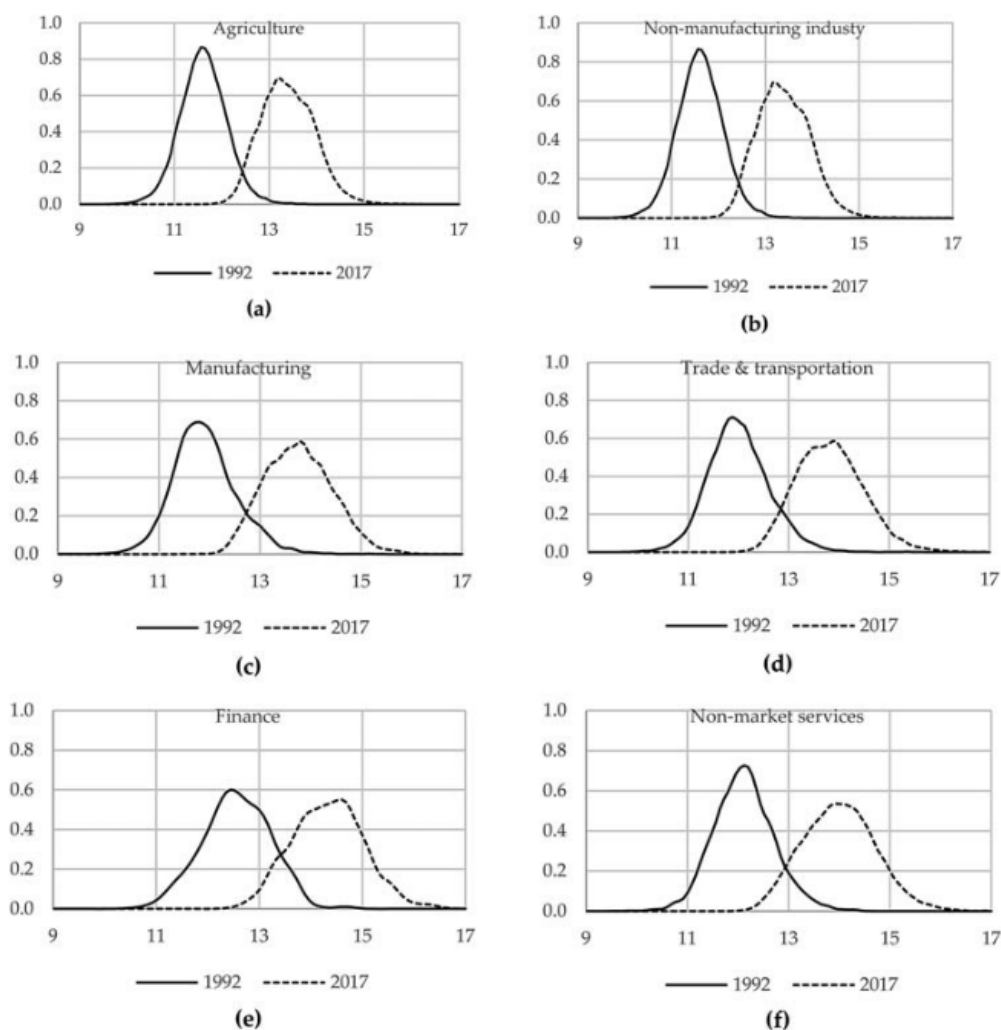 Agriculture
1.0
0.8
0.6
0.4
0.2
0.0
9 11 13 15 17
1992 2017
(a)
Non-manufacturing industy
1.0
0.8
0.6
0.4
0.2
0.0
9 11 13 15 17
1992 2017
(b)
Manufacturing
1.0
0.8
0.6
0.4
0.2
0.0
9 11 13 15 17
1992 2017
(c)
Trade & transportation
1.0
0.8
0.6
0.4
0.2
0.0
9 11 13 15 17
1992 2017
(d)
Finance
1.0
0.8
0.6
0.4
0.2
0.0
9 11 13 15 17
1992 2017
(e)
Non-market services
1.0
0.8
0.6
0.4
0.2
0.0
9 11 13 15 17
1992 2017
(f)